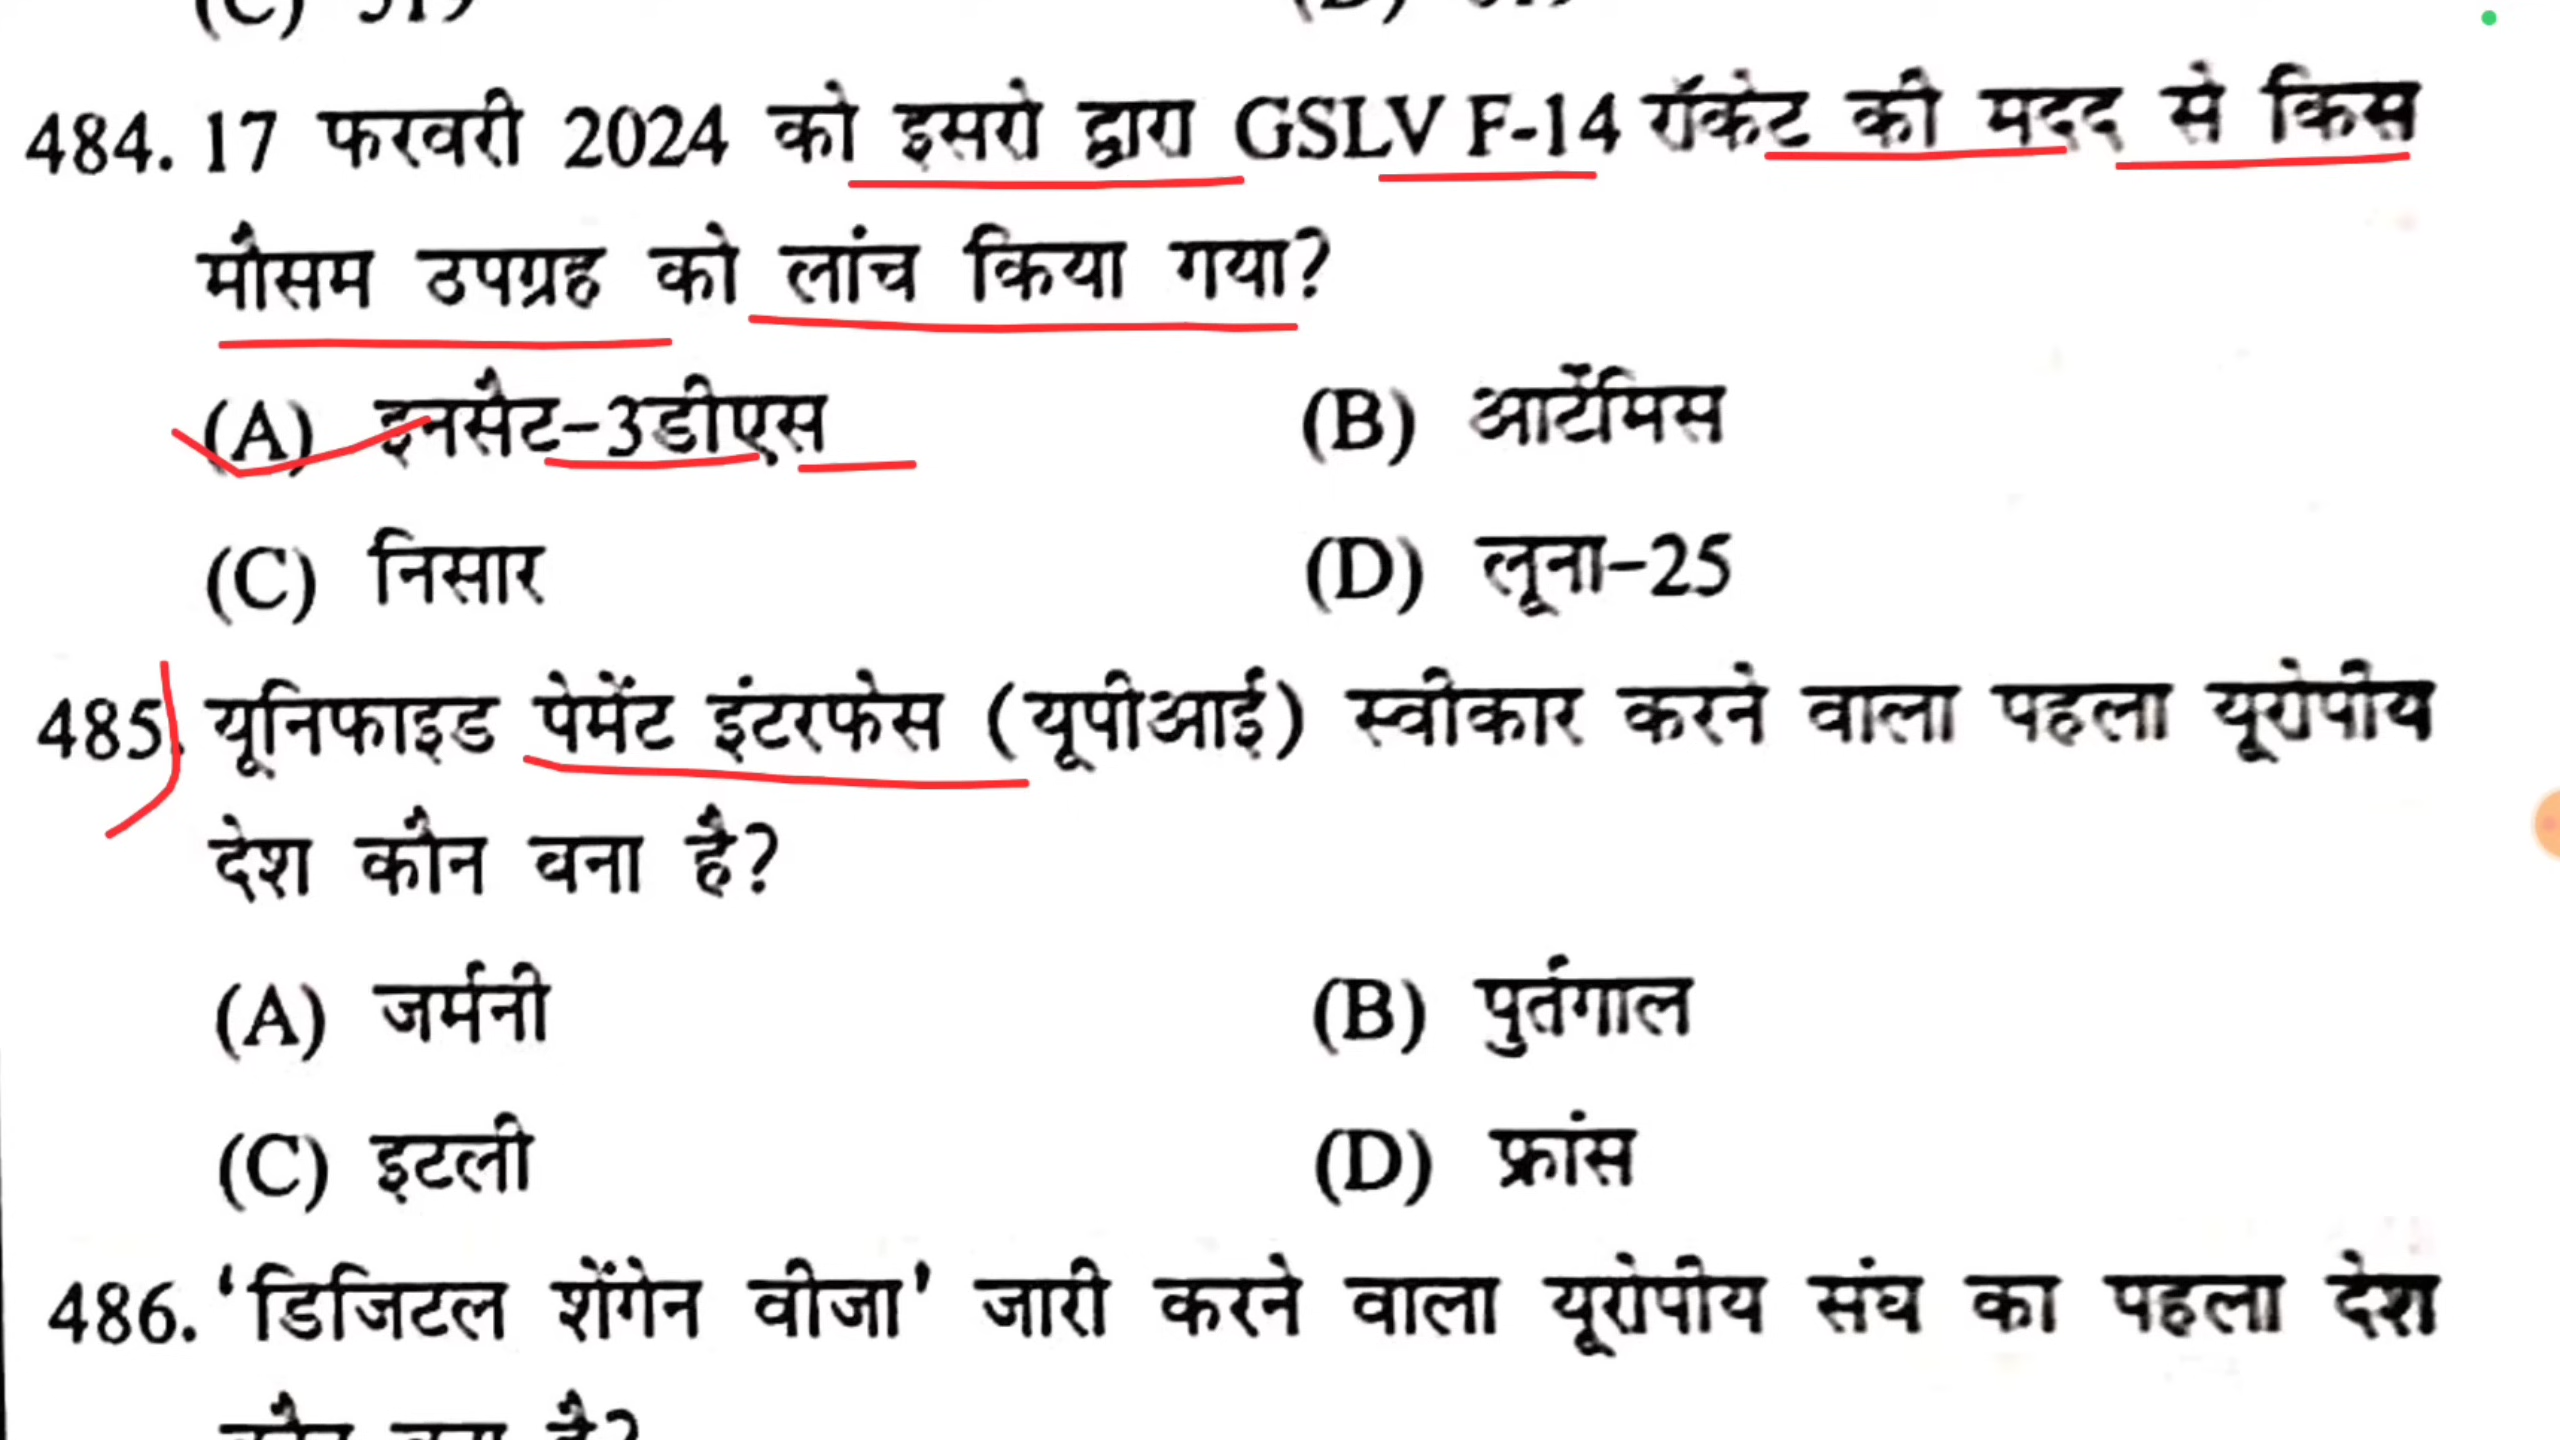 484. 17 फरवरी 2024 को इसरो द्वारा GSLV F-14 रॉकेट की मदद से किस
मौसम उपग्रह को लांच किया गया?
(A) इनसैट-3डीएस (B) आर्टेमिस
(C) निसार (D) लूना-25
485. यूनिफाइड पेमेंट इंटरफेस (यूपीआई) स्वीकार करने वाला पहला यूरोपीय
देश कौन बना है?
(A) जर्मनी (B) पुर्तगाल
(C) इटली (D) फ्रांस
486. ‘डिजिटल शेंगेन वीजा’ जारी करने वाला यूरोपीय संघ का पहला देश
कौन बना है?